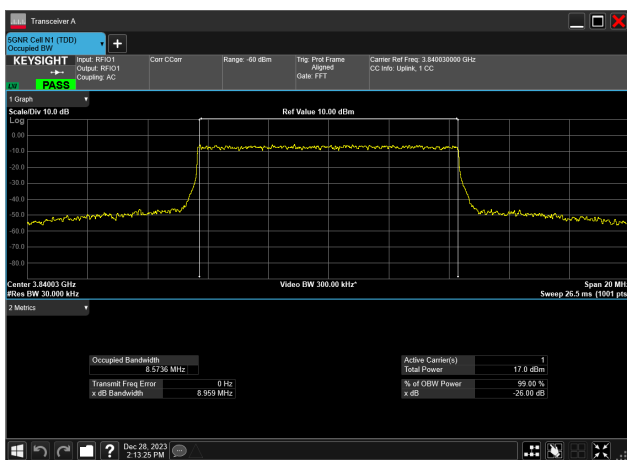 Transceiver A
5GNR Cell N1 (TDD)
Occupied BW
KEYSIGHT
Input: RFIO1
Output: RFIO1
Coupling: AC
Corr CCorr
Range: -60 dBm
Trig: Prot Frame
Aligned
Gate: FFT
Carrier Ref Freq: 3.840030000 GHz
CC Info: Uplink, 1 CC
PASS
1 Graph
Scale/Div 10.0 dB
Ref Value 10.00 dBm
Log
0.00
-10.0
-20.0
-30.0
-40.0
-50.0
-60.0
-70.0
-80.0
Center 3.84003 GHz
Video BW 300.00 kHz*
Span 20 MHz
#Res BW 30.000 kHz
Sweep 26.5 ms (1001 pts
2 Metrics
Occupied Bandwidth
8.5736 MHz
Transmit Freq Error 0 Hz
x dB Bandwidth 8.959 MHz
Active Carrier(s) 1
Total Power 17.0 dBm
% of OBW Power 99.00 %
x dB -26.00 dB
Dec 28, 2023
2:13:25 PM